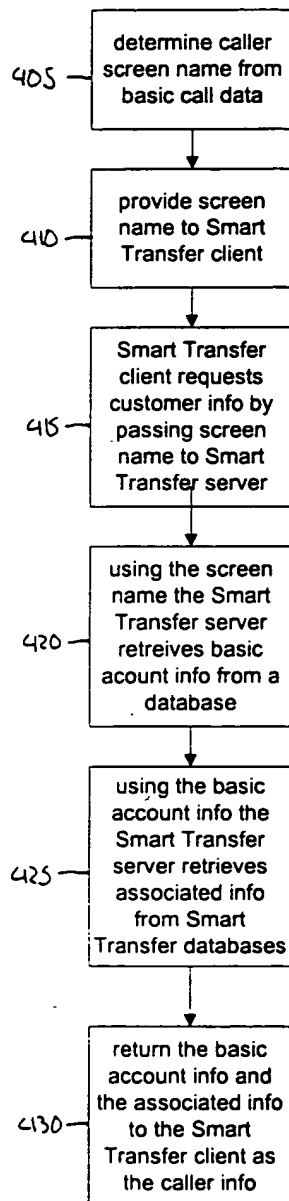 determine caller
screen name from
basic call data
405
provide screen
name to Smart
Transfer client
410
Smart Transfer
client requests
customer info by
passing screen
name to Smart
Transfer server
415
using the screen
name the Smart
Transfer server
retreives basic
acount info from a
database
420
using the basic
account info the
Smart Transfer
server retrieves
associated info
from Smart
Transfer databases
425
return the basic
account info and
the associated info
to the Smart
Transfer client as
the caller info
430